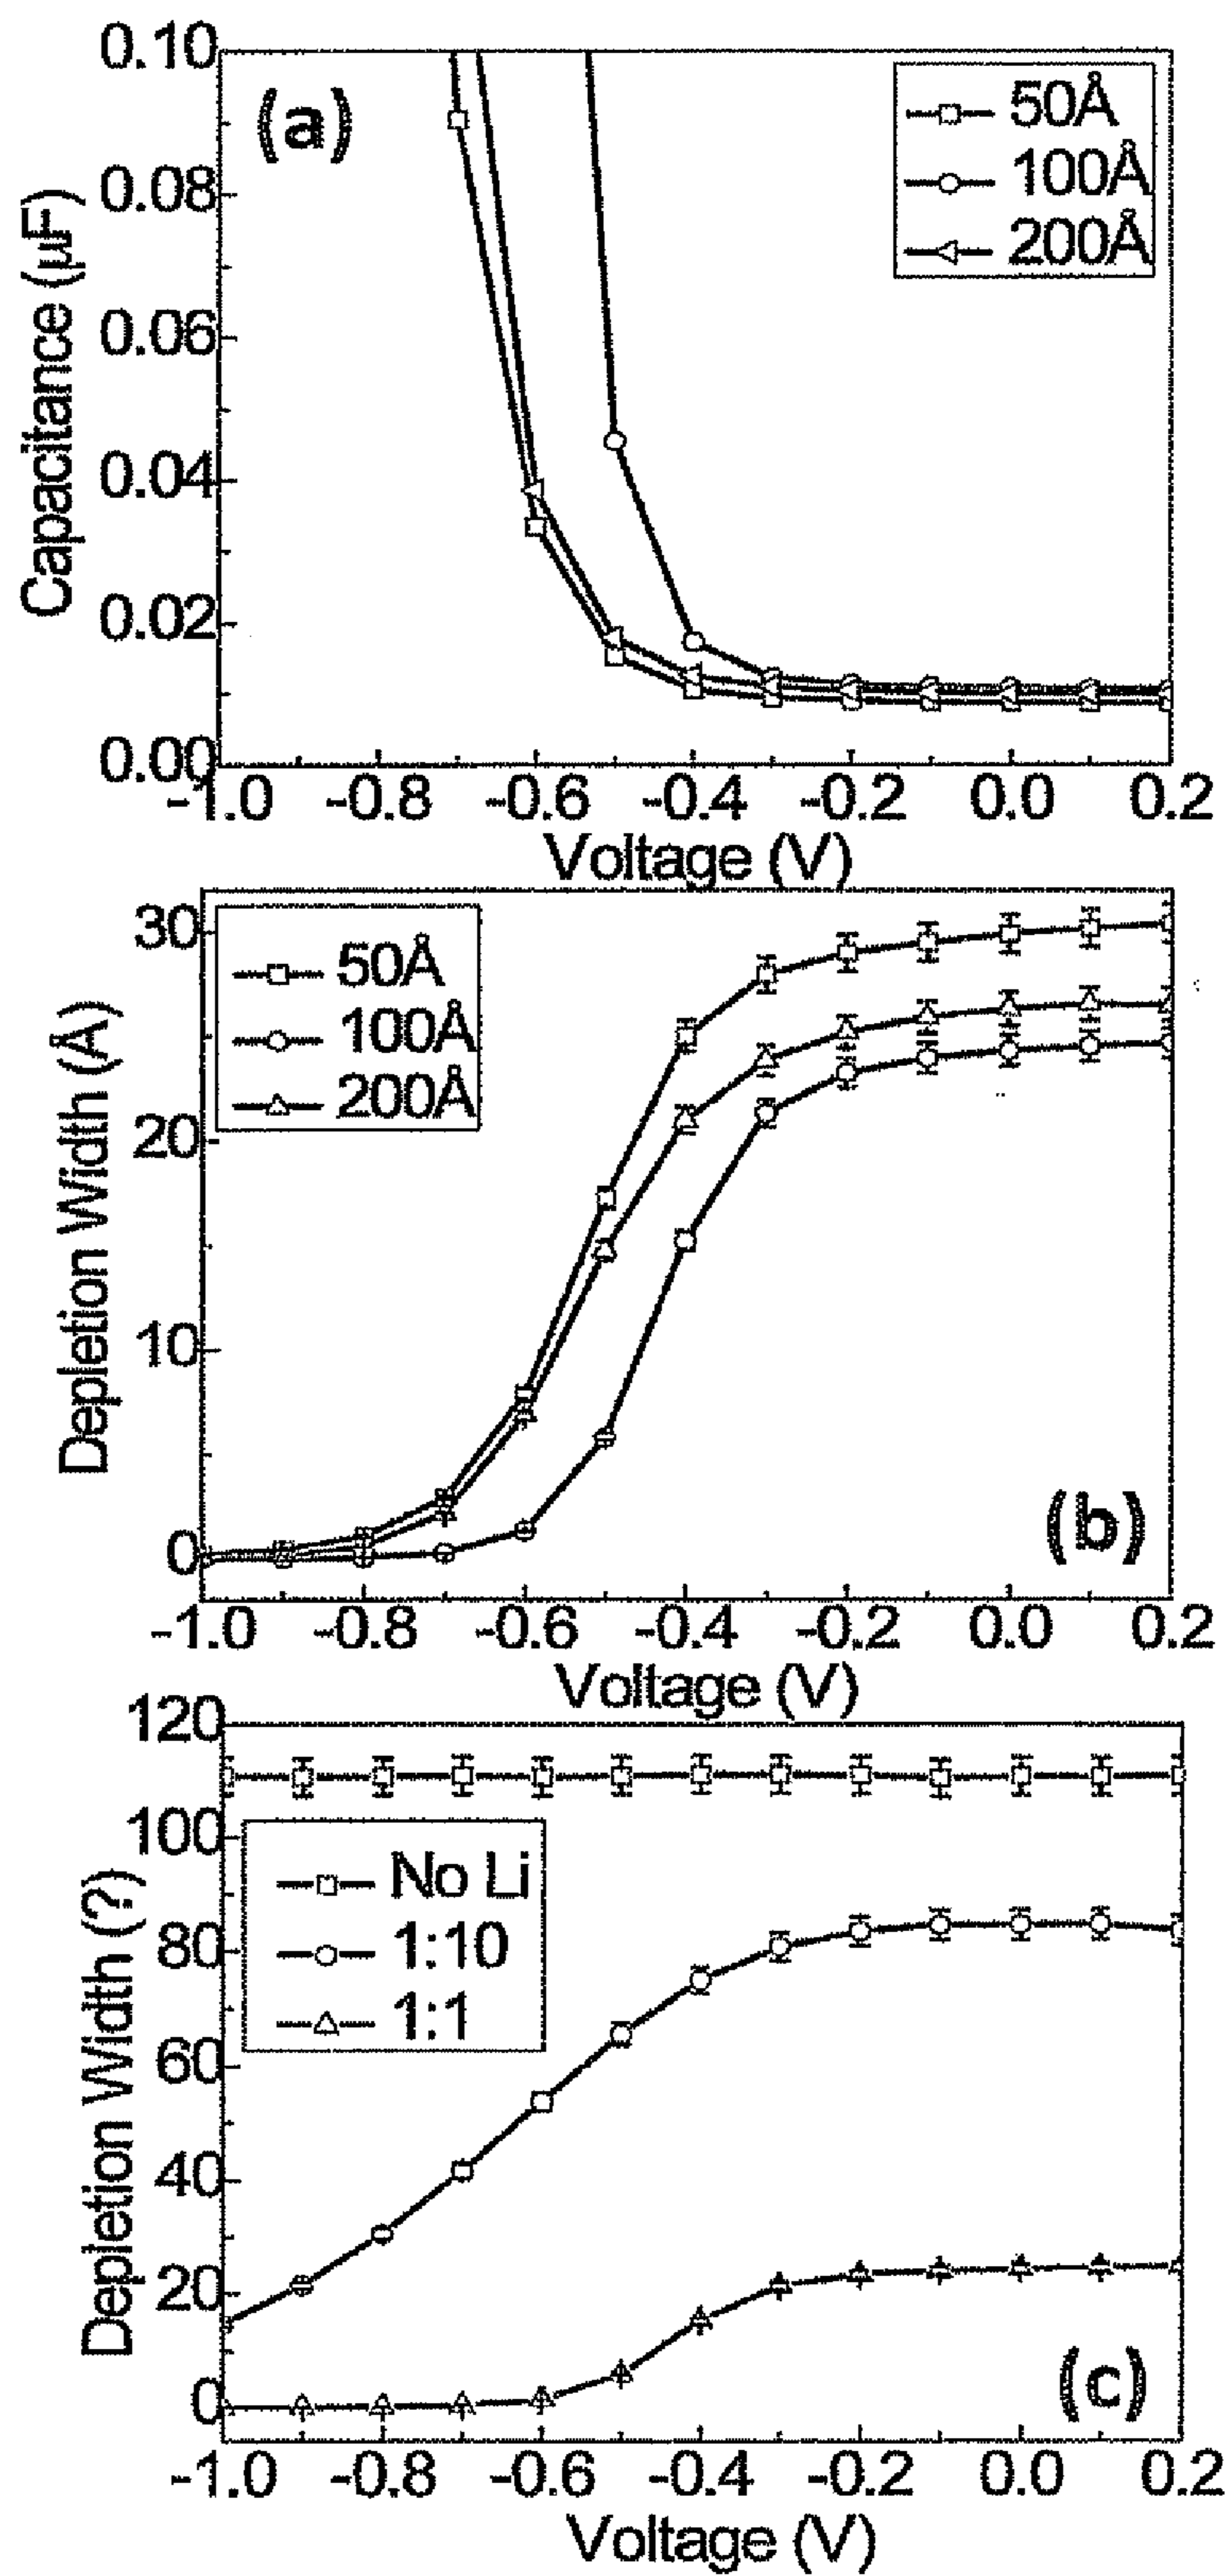 (a)
50Å
100Å
200Å
0.10
0.08
0.06
0.04
0.02
0.00
Capacitance (µF)
-1.0 -0.8 -0.6 -0.4 -0.2 0.0 0.2
Voltage (V)
50Å
100Å
200Å
30
20
10
0
Depletion Width (Å)
(b)
-1.0 -0.8 -0.6 -0.4 -0.2 0.0 0.2
Voltage (V)
120
100
80
60
40
20
0
Depletion Width (?)
No Li
1:10
1:1
(c)
-1.0 -0.8 -0.6 -0.4 -0.2 0.0 0.2
Voltage (V)